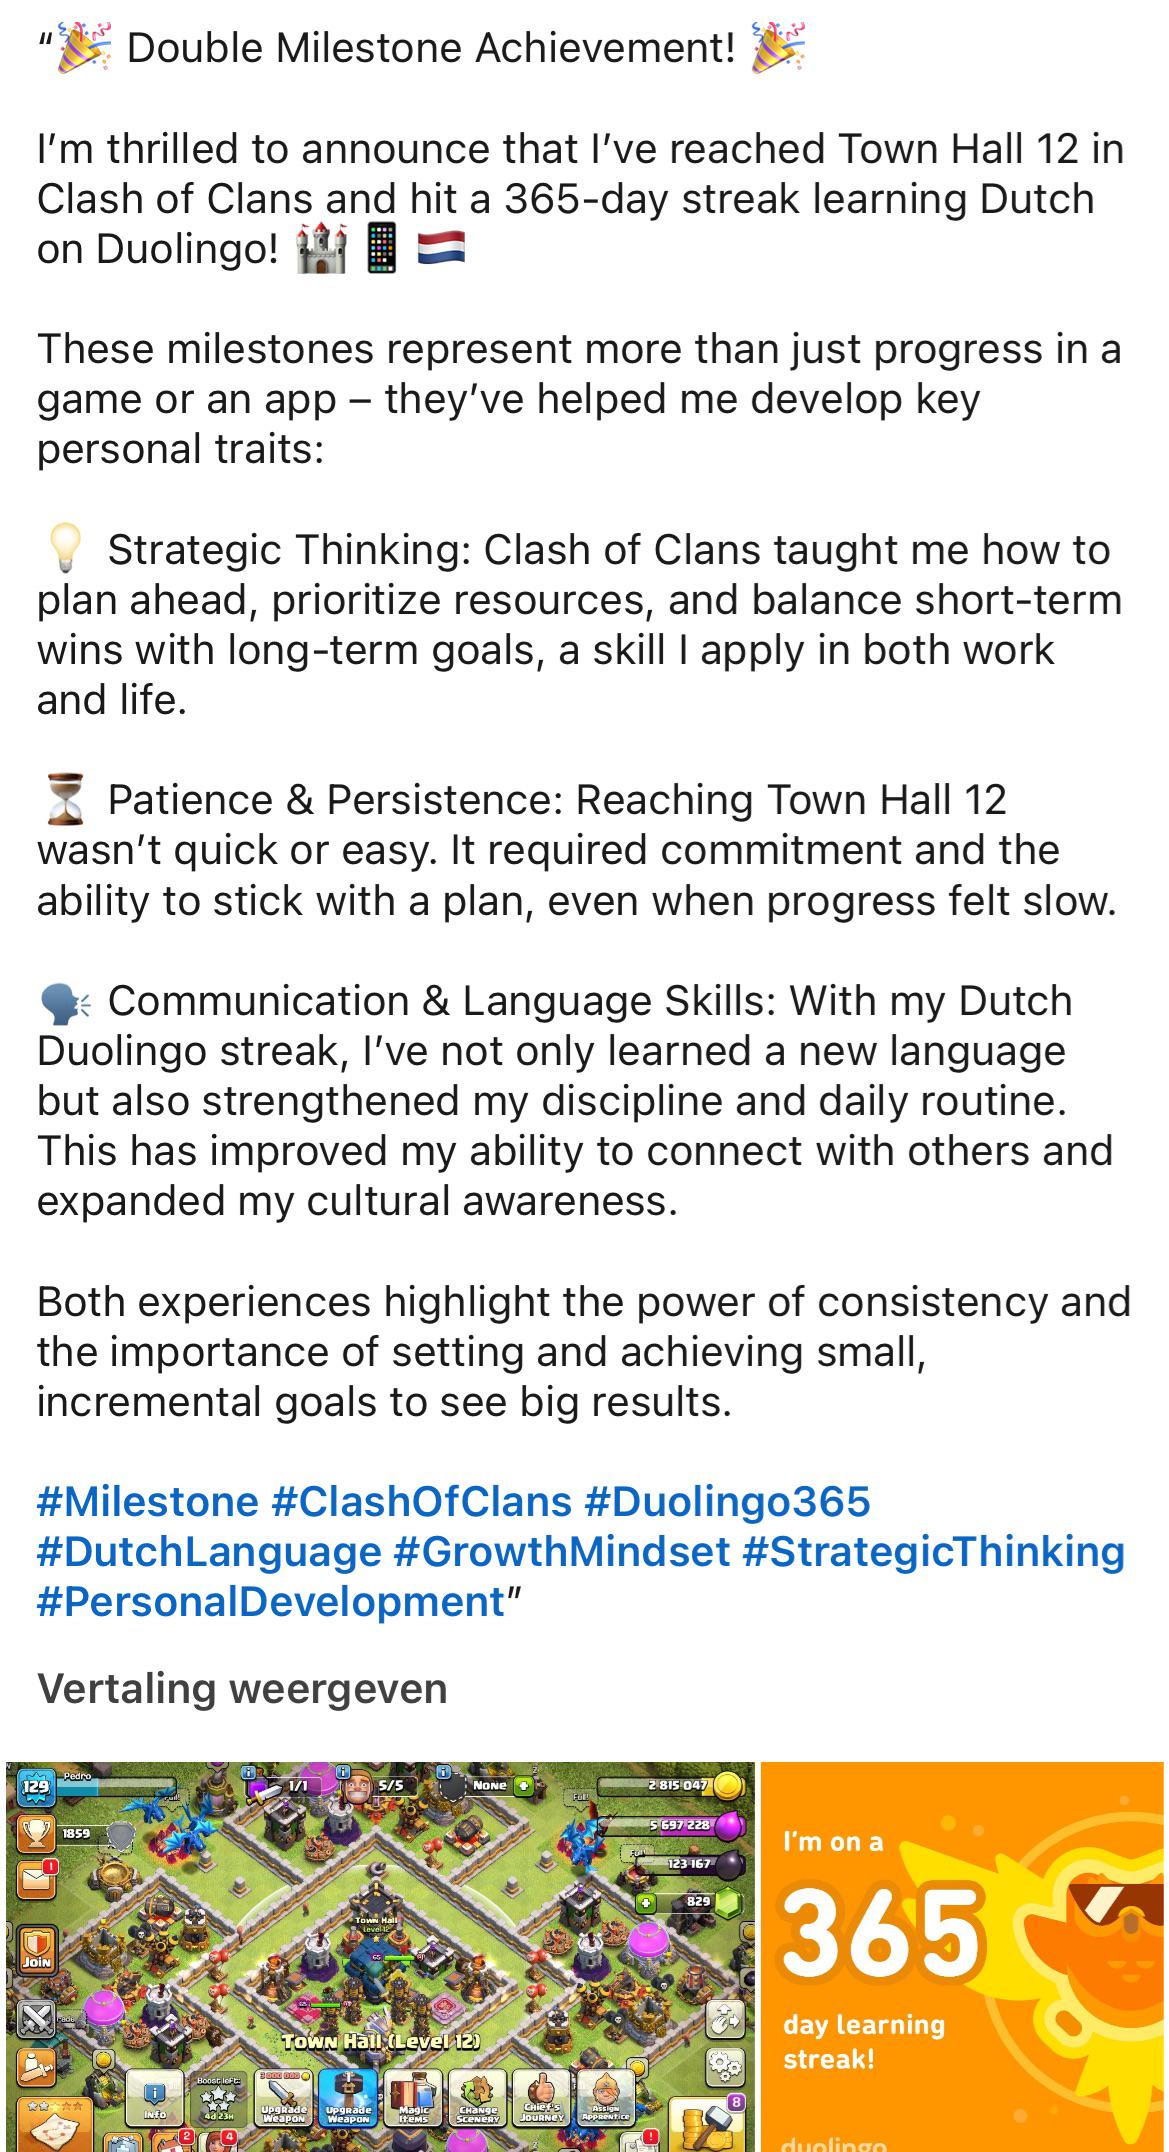 “🎉 Double Milestone Achievement! 🎉
I’m thrilled to announce that I’ve reached Town Hall 12 in
Clash of Clans and hit a 365-day streak learning Dutch
on Duolingo! 🏰📱🇳🇱
These milestones represent more than just progress in a
game or an app – they’ve helped me develop key
personal traits:
💡 Strategic Thinking: Clash of Clans taught me how to
plan ahead, prioritize resources, and balance short-term
wins with long-term goals, a skill I apply in both work
and life.
⏳ Patience & Persistence: Reaching Town Hall 12
wasn’t quick or easy. It required commitment and the
ability to stick with a plan, even when progress felt slow.
🗣️ Communication & Language Skills: With my Dutch
Duolingo streak, I’ve not only learned a new language
but also strengthened my discipline and daily routine.
This has improved my ability to connect with others and
expanded my cultural awareness.
Both experiences highlight the power of consistency and
the importance of setting and achieving small,
incremental goals to see big results.
#Milestone #ClashOfClans #Duolingo365
#DutchLanguage #GrowthMindset #StrategicThinking
#PersonalDevelopment”
Vertaling weergeven
129
Pedro
1/1
5/5
None
2 815 047
1859
Full!
5 697 228
Full!
123 167
829
Town Hall
Level 12
Join
Town Hall (Level 12)
Info
Boost left:
4d 23H
3 000 000
Upgrade
Weapon
Upgrade
Weapon
Magic
Items
Change
Scenery
Chief's
Journey
Assign
Apprentice
8
2
4
I’m on a
365
day learning
streak!
duolingo